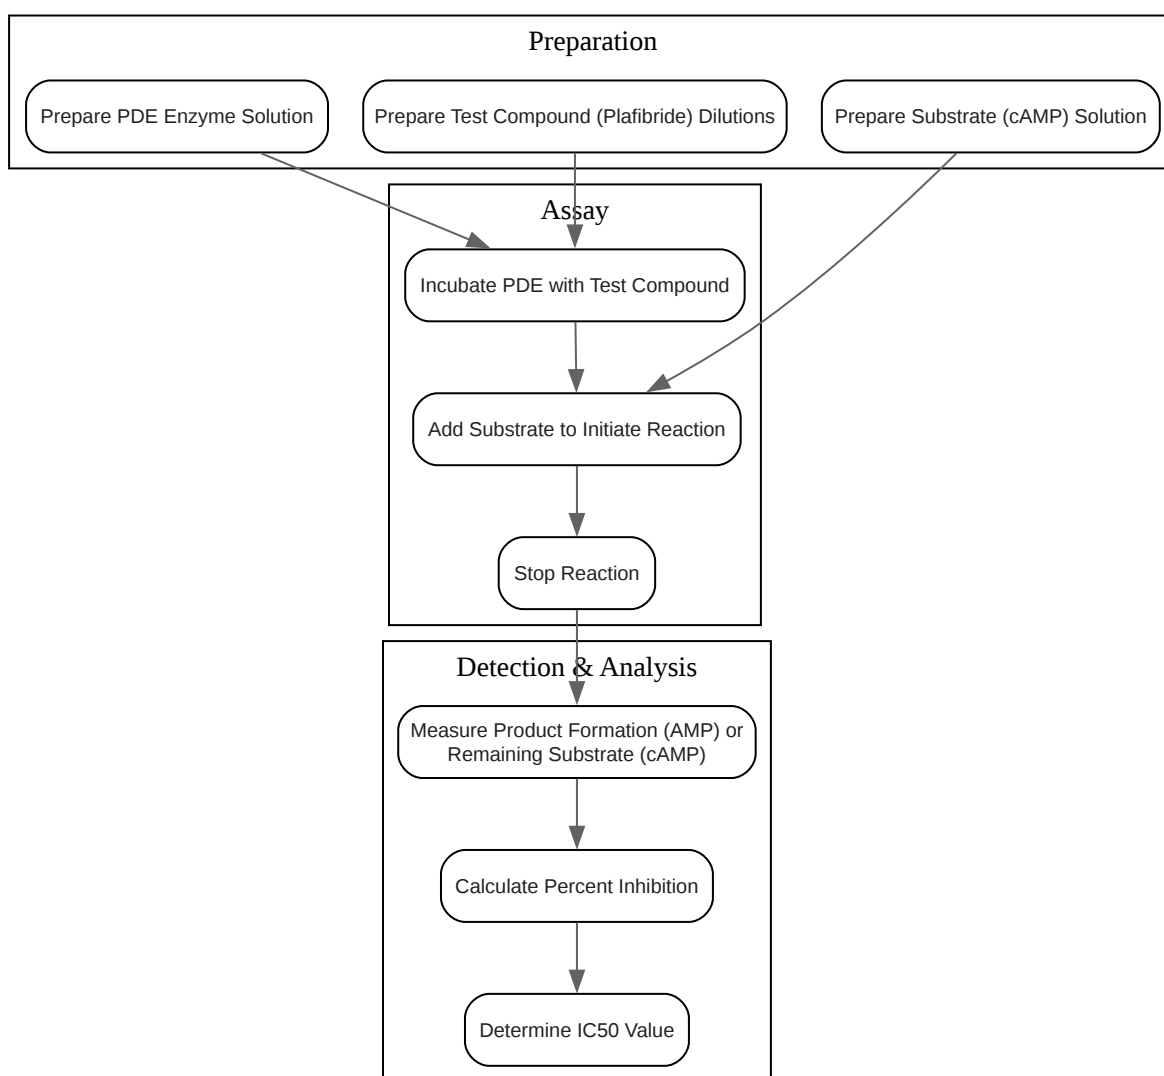 Preparation
Prepare PDE Enzyme Solution
Prepare Test Compound (Plafibride) Dilutions
Prepare Substrate (cAMP) Solution
Assay
Incubate PDE with Test Compound
Add Substrate to Initiate Reaction
Stop Reaction
Detection & Analysis
Measure Product Formation (AMP) or
Remaining Substrate (cAMP)
Calculate Percent Inhibition
Determine IC50 Value